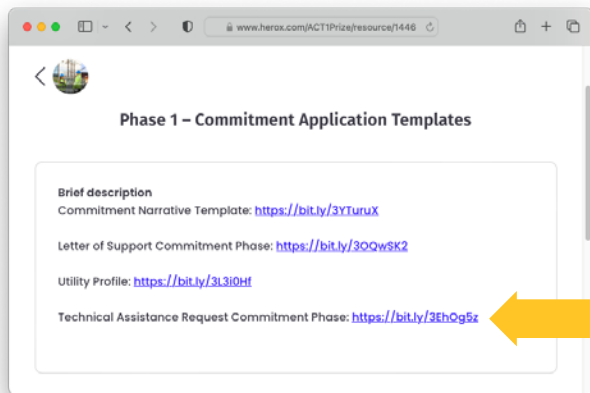 www.herox.com/ACT1Prize/resource/1446
Phase 1 – Commitment Application Templates
Brief description
Commitment Narrative Template: https://bit.ly/3YTuruX
Letter of Support Commitment Phase: https://bit.ly/3OQwSK2
Utility Profile: https://bit.ly/3L3i0Hf
Technical Assistance Request Commitment Phase: https://bit.ly/3EhOg5z